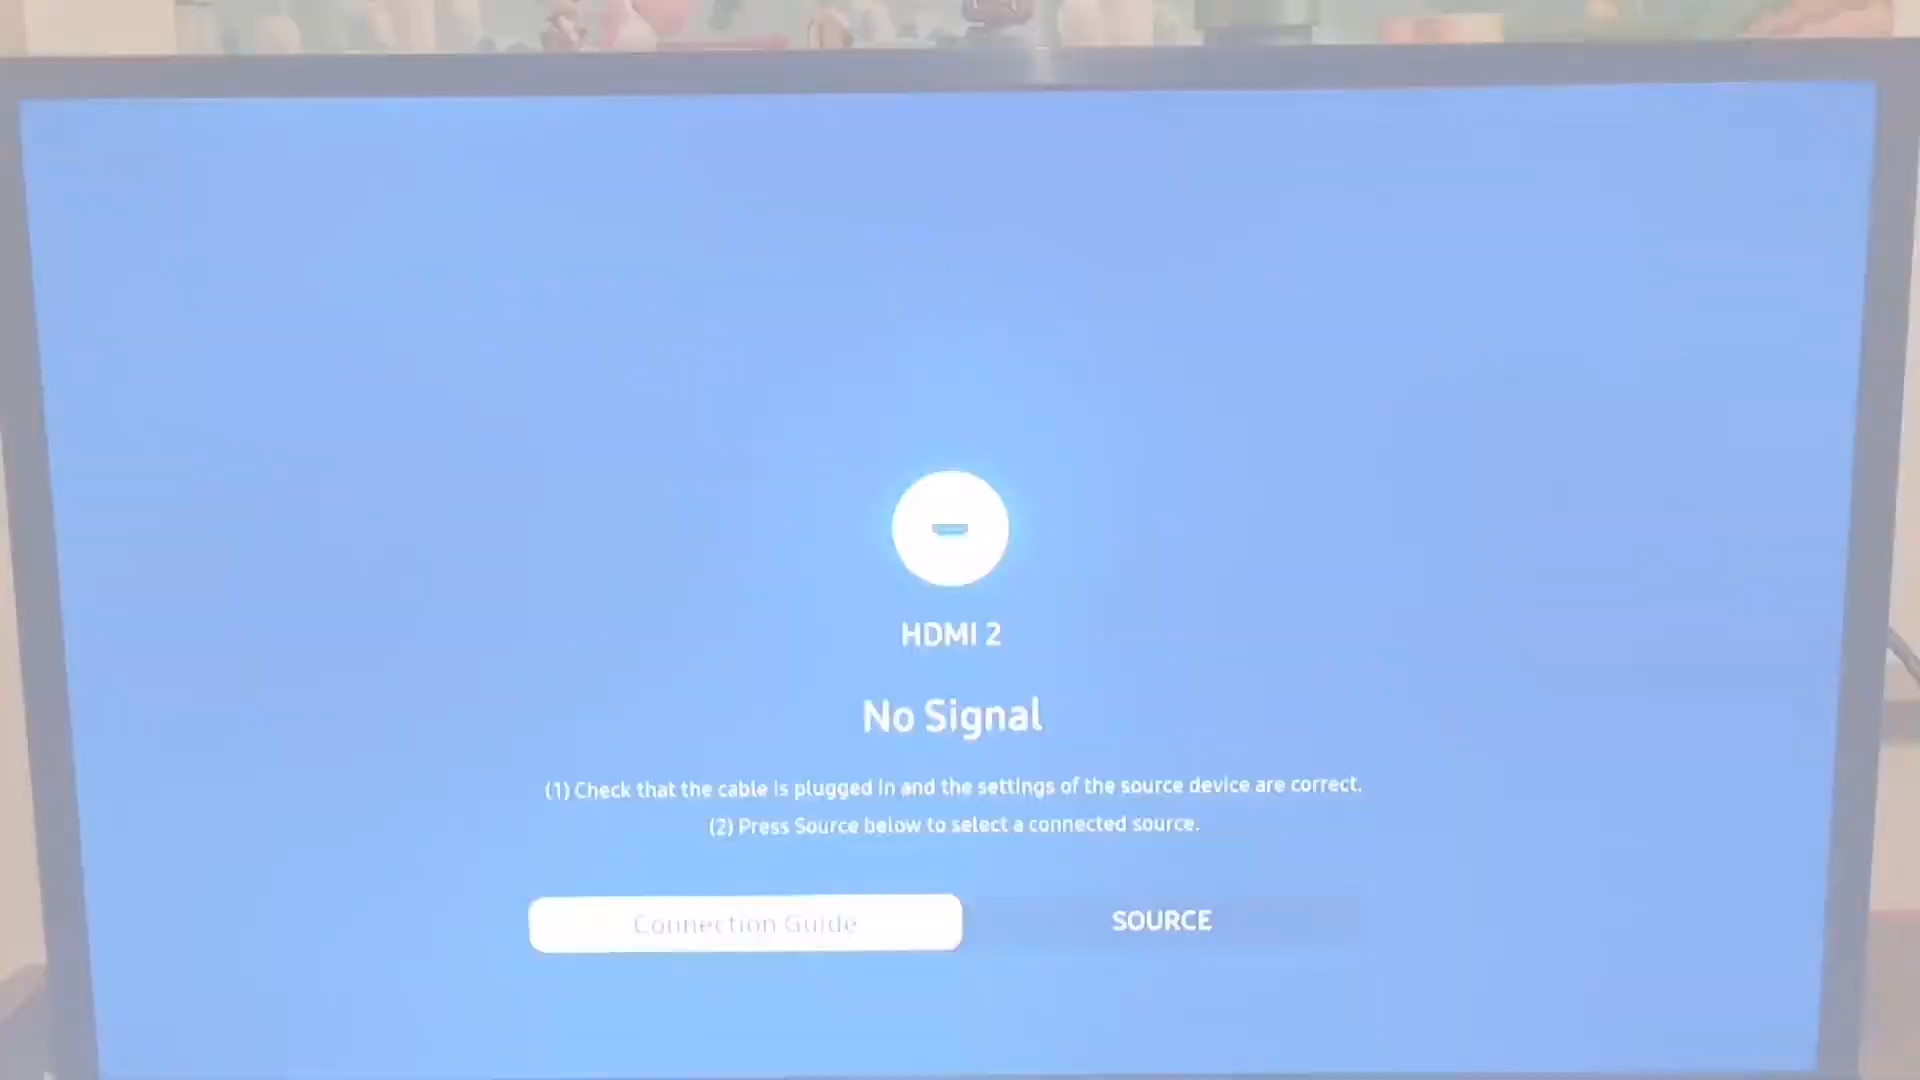 HDMI 2
No Signal
(1) Check that the cable is plugged in and the settings of the source device are correct.
(2) Press Source below to select a connected source.
Connection Guide
SOURCE